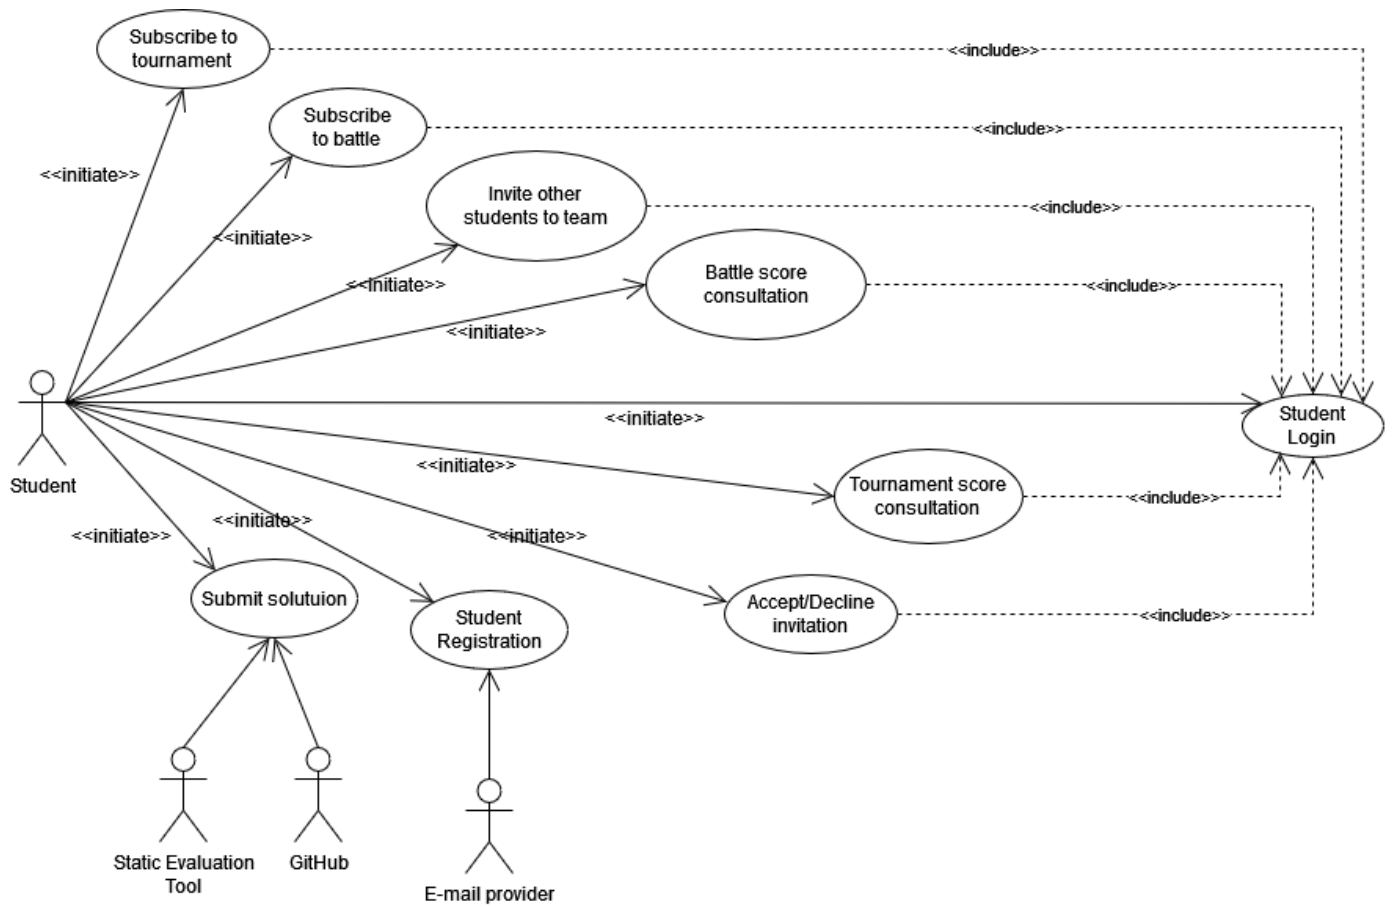 Subscribe to
tournament
<<include>>
Subscribe
to battle
<<include>>
<<initiate>>
Invite other
students to team
<<include>>
<<initiate>>
Battle score
consultation
<<include>>
<<initiate>>
<<initiate>>
Student
<<initiate>>
Student
Login
<<initiate>>
Tournament score
consultation
<<include>>
<<initiate>>
<<initiate>>
<<initiate>>
Submit solutuion
Student
Registration
Accept/Decline
invitation
<<include>>
Static Evaluation
Tool
GitHub
E-mail provider